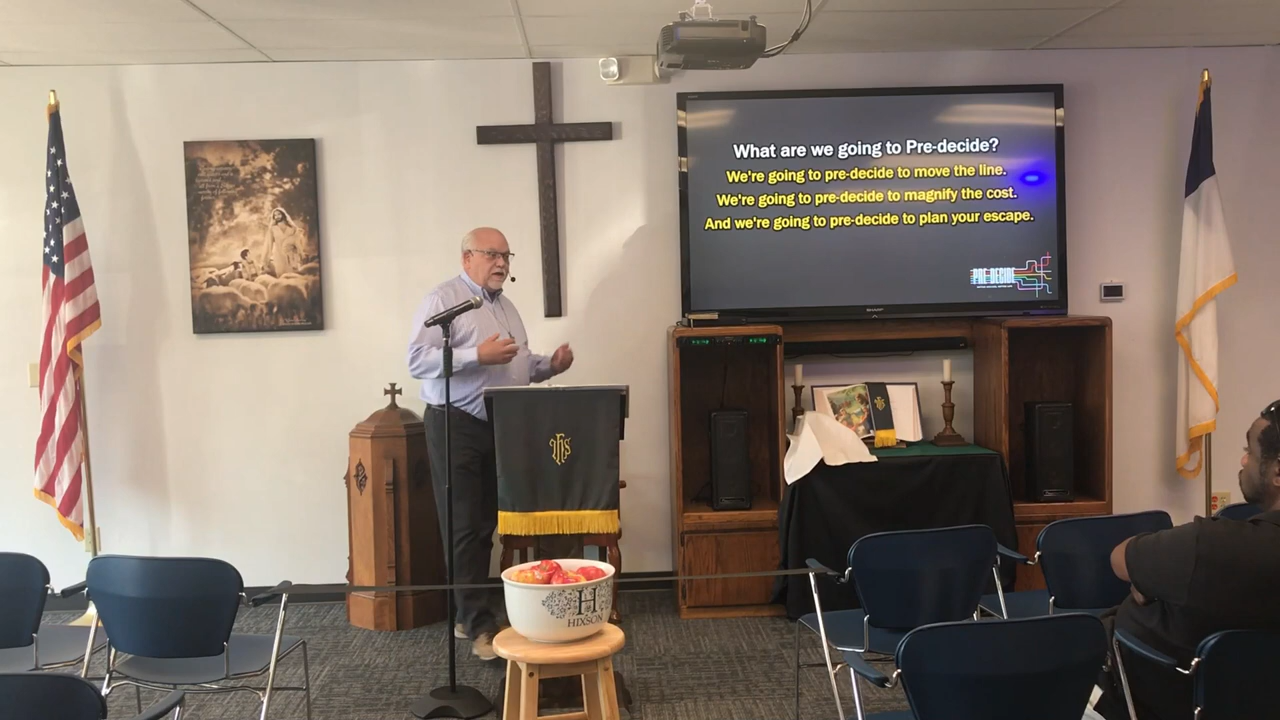 What are we going to Pre-decide?
We're going to pre-decide to move the line.
We're going to pre-decide to magnify the cost.
And we're going to pre-decide to plan your escape.
PRE-DECIDE
SHARP
IHS
H
HIXSON